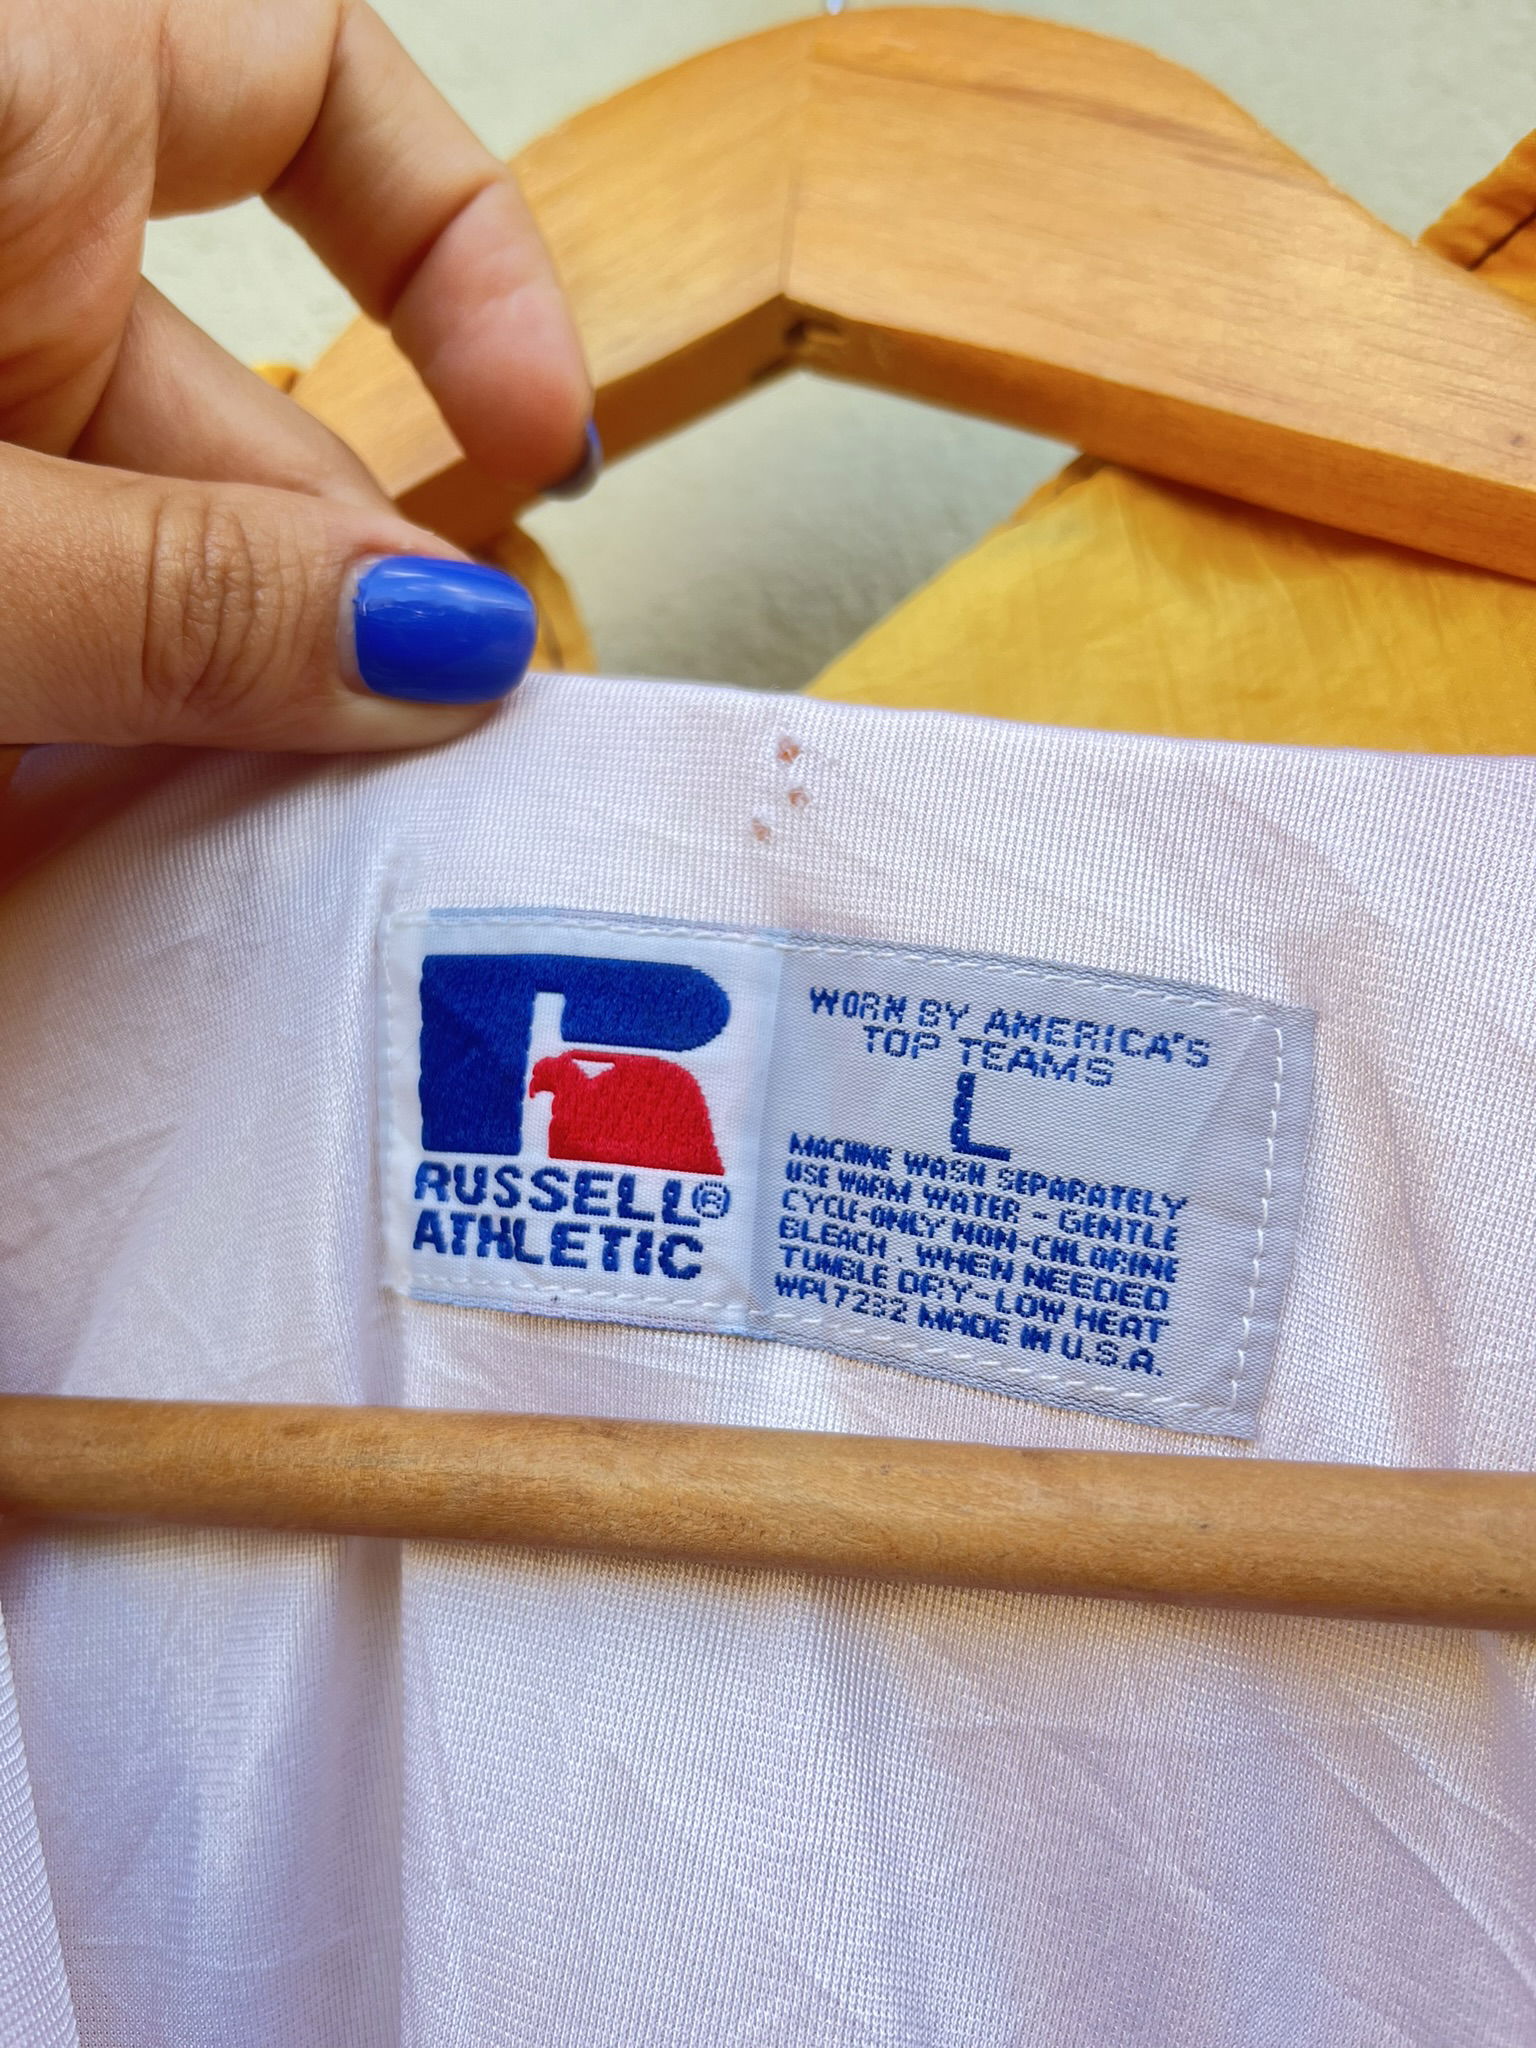 RUSSELL®
ATHLETIC
WORN BY AMERICA'S
TOP TEAMS
L
MACHINE WASH SEPARATELY
USE WARM WATER - GENTLE
CYCLE-ONLY NON-CHLORINE
BLEACH . WHEN NEEDED
TUMBLE DRY-LOW HEAT
WPL7232 MADE IN U.S.A.